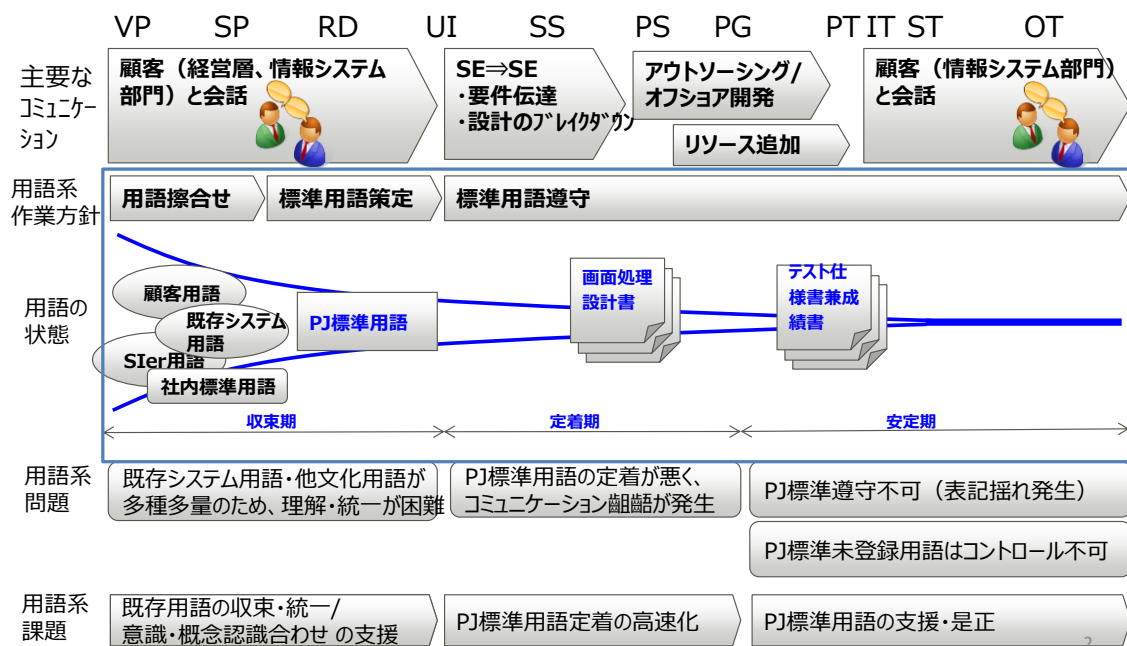 VP SP RD UI SS PS PG PT IT ST OT
主要な
ｺﾐｭﾆｹｰ
ｼｮﾝ
顧客（経営層、情報システム
部門）と会話
SE⇒SE
・要件伝達
・設計のﾌﾞﾚｲｸﾀﾞｳﾝ
アウトソーシング/
オフショア開発
リソース追加
顧客（情報システム部門）
と会話
用語系
作業方針
用語擦合せ
標準用語策定
標準用語遵守
用語の
状態
顧客用語
既存システム
用語
SIer用語
社内標準用語
PJ標準用語
画面処理
設計書
テスト仕
様書兼成
績書
収束期
定着期
安定期
用語系
問題
既存システム用語・他文化用語が
多種多量のため、理解・統一が困難
PJ標準用語の定着が悪く、
コミュニケーション齟齬が発生
PJ標準遵守不可（表記揺れ発生）
PJ標準未登録用語はコントロール不可
用語系
課題
既存用語の収束・統一/
意識・概念認識合わせ の支援
PJ標準用語定着の高速化
PJ標準用語の支援・是正
2